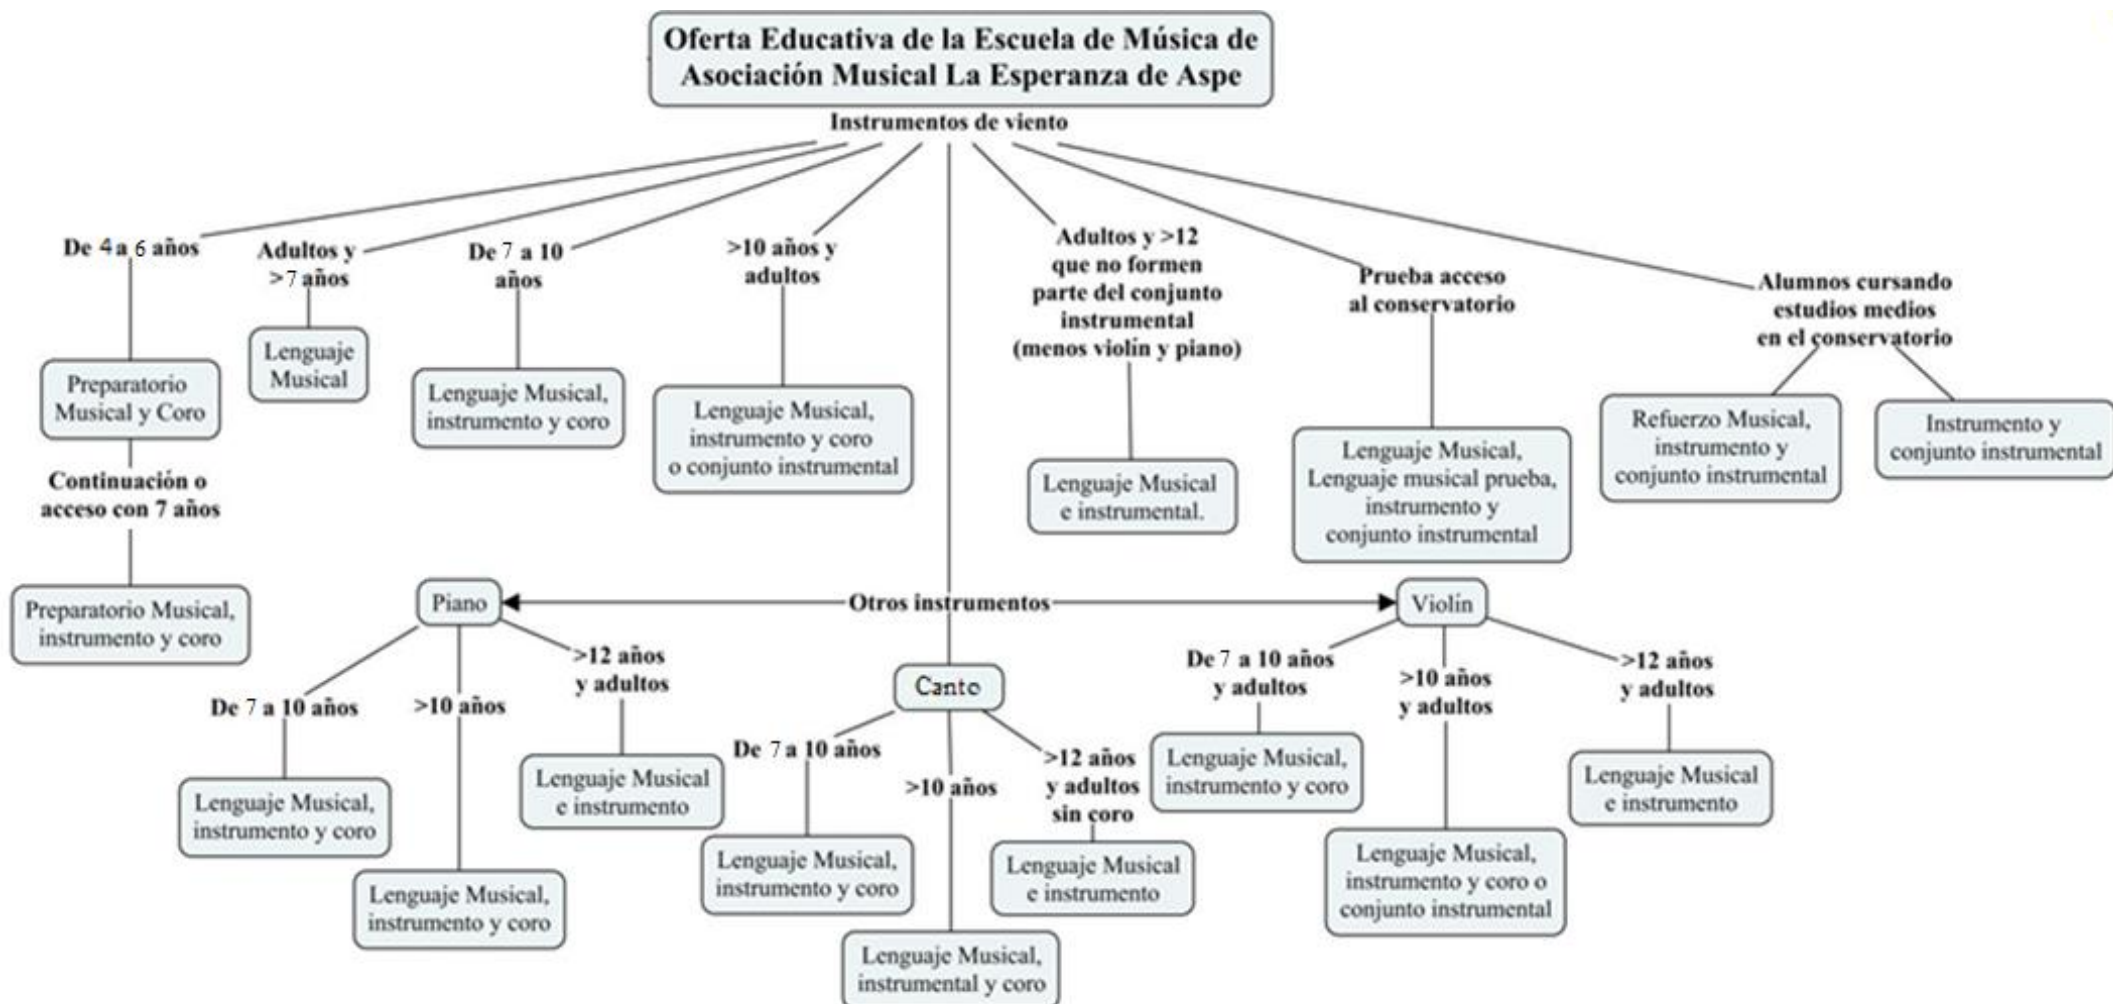 Oferta Educativa de la Escuela de Música de
Asociación Musical La Esperanza de Aspe
Instrumentos de viento
De 4 a 6 años
Preparatorio
Musical y Coro
Continuación o
acceso con 7 años
Preparatorio Musical,
instrumento y coro
Adultos y
>7 años
Lenguaje
Musical
De 7 a 10
años
Lenguaje Musical,
instrumento y coro
>10 años y
adultos
Lenguaje Musical,
instrumento y coro
o conjunto instrumental
Adultos y >12
que no formen
parte del conjunto
instrumental
(menos violín y piano)
Lenguaje Musical
e instrumental.
Prueba acceso
al conservatorio
Lenguaje Musical,
Lenguaje musical prueba,
instrumento y
conjunto instrumental
Alumnos cursando
estudios medios
en el conservatorio
Refuerzo Musical,
instrumento y
conjunto instrumental
Instrumento y
conjunto instrumental
Otros instrumentos
Piano
De 7 a 10 años
Lenguaje Musical,
instrumento y coro
>10 años
Lenguaje Musical,
instrumento y coro
>12 años
y adultos
Lenguaje Musical
e instrumento
Canto
De 7 a 10 años
Lenguaje Musical,
instrumento y coro
>10 años
Lenguaje Musical,
instrumental y coro
>12 años
y adultos
sin coro
Lenguaje Musical
e instrumento
Violín
De 7 a 10 años
y adultos
Lenguaje Musical,
instrumento y coro
>10 años
y adultos
Lenguaje Musical,
instrumento y coro o
conjunto instrumental
>12 años
y adultos
Lenguaje Musical
e instrumento